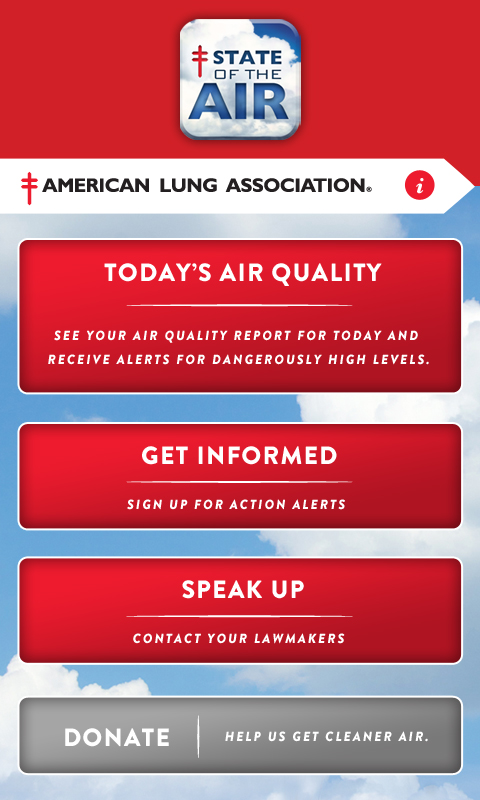 STATE
OF THE
AIR
AMERICAN LUNG ASSOCIATION®
i
TODAY'S AIR QUALITY
SEE YOUR AIR QUALITY REPORT FOR TODAY AND
RECEIVE ALERTS FOR DANGEROUSLY HIGH LEVELS.
GET INFORMED
SIGN UP FOR ACTION ALERTS
SPEAK UP
CONTACT YOUR LAWMAKERS
DONATE
HELP US GET CLEANER AIR.